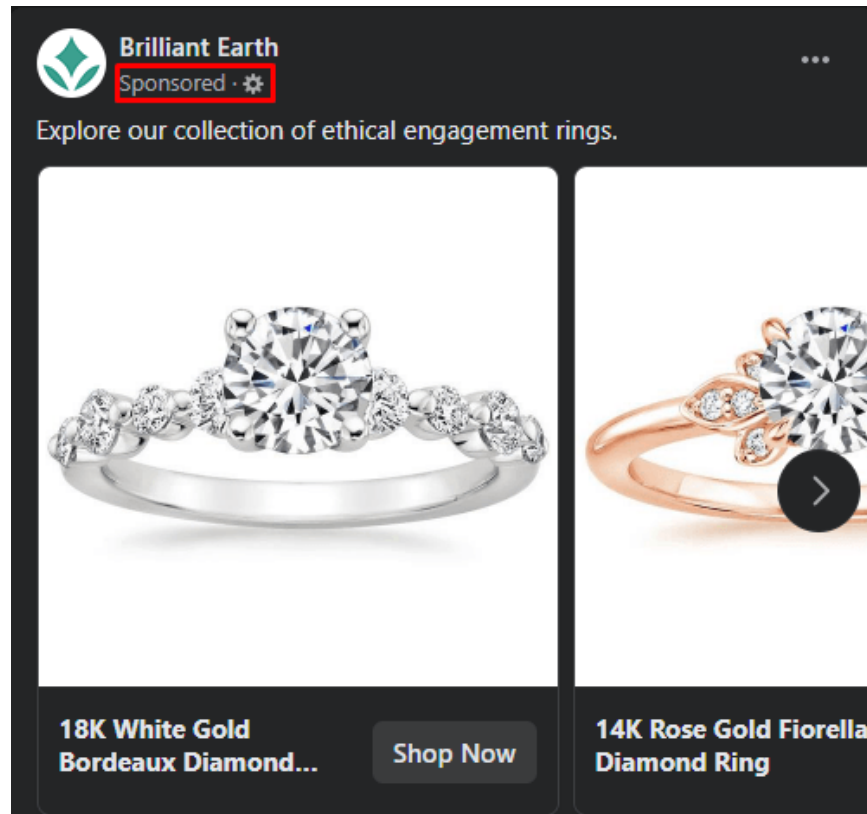 Brilliant Earth
Sponsored ·
Explore our collection of ethical engagement rings.
18K White Gold
Bordeaux Diamond...
Shop Now
14K Rose Gold Fiorella
Diamond Ring